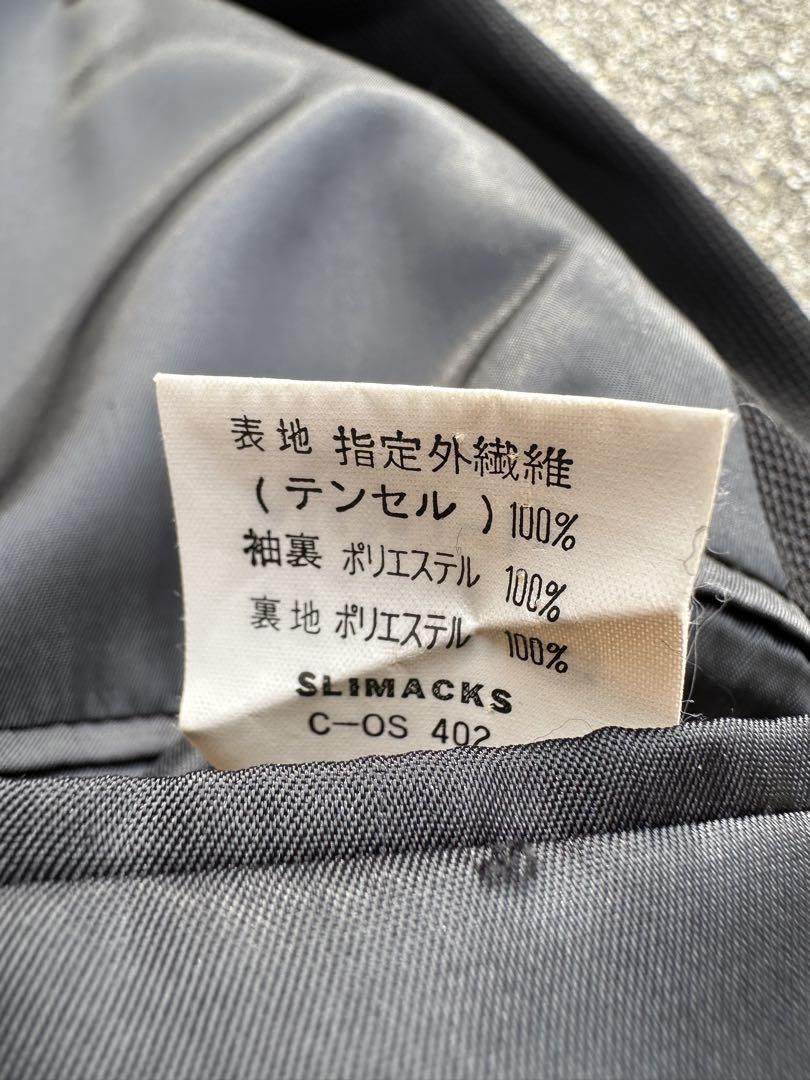 表地 指定外繊維
(テンセル)100%
袖裏 ポリエステル 100%
裏地 ポリエステル 100%
SLIMACKS
C-OS 402